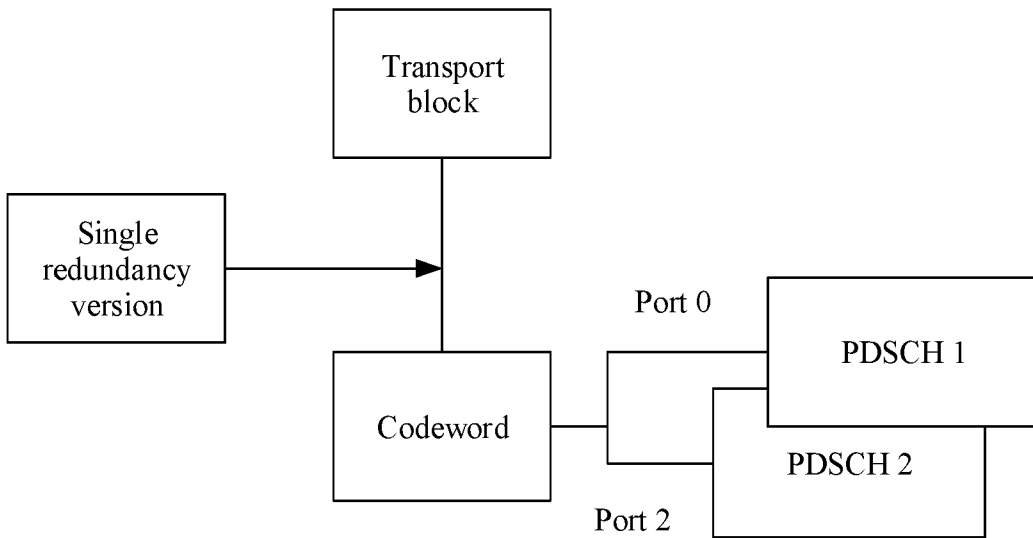 Transport
block
Single
redundancy
version
Port 0
PDSCH 1
Codeword
PDSCH 2
Port 2